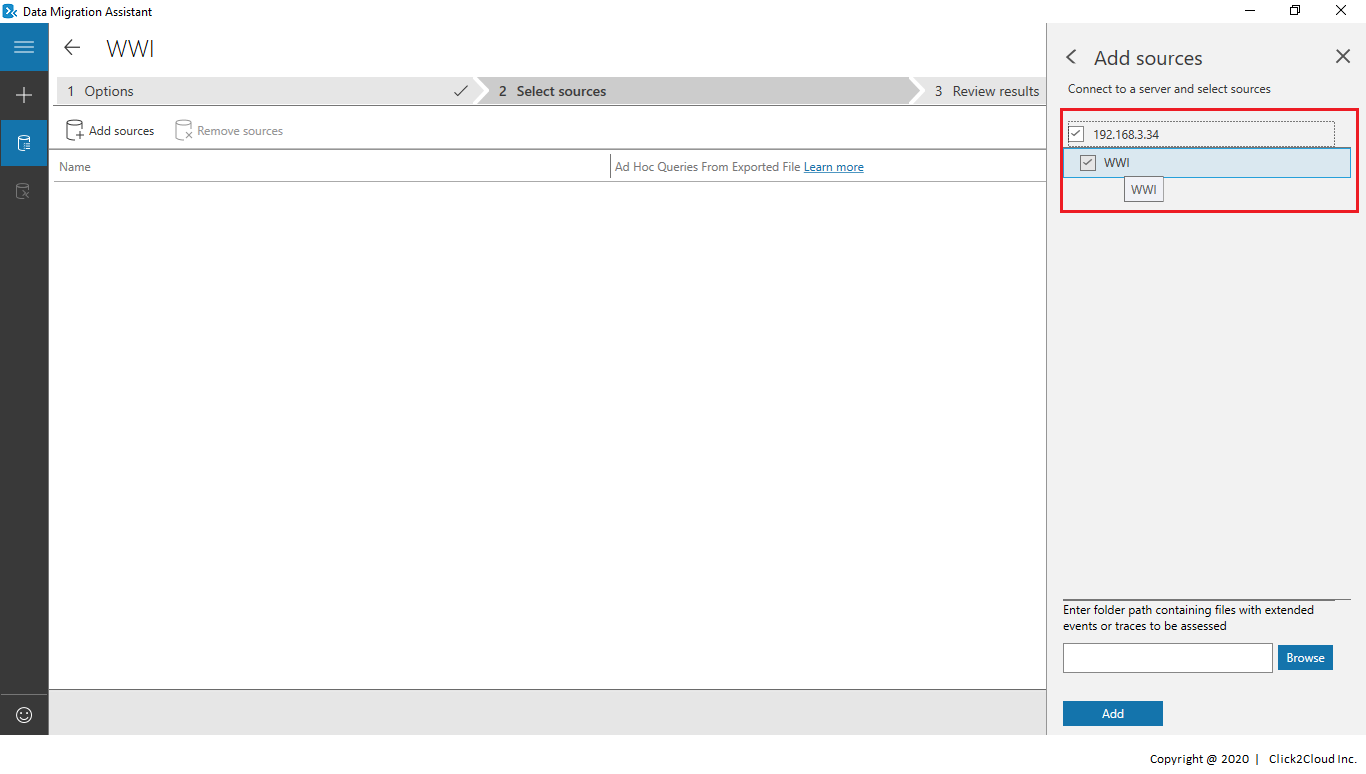 Data Migration Assistant
WWI
1 Options
2 Select sources
3 Review results
Add sources
Remove sources
Name
Ad Hoc Queries From Exported File Learn more
Add sources
Connect to a server and select sources
192.168.3.34
WWI
WWI
Enter folder path containing files with extended
events or traces to be assessed
Browse
Add
Copyright @ 2020 | Click2Cloud Inc.